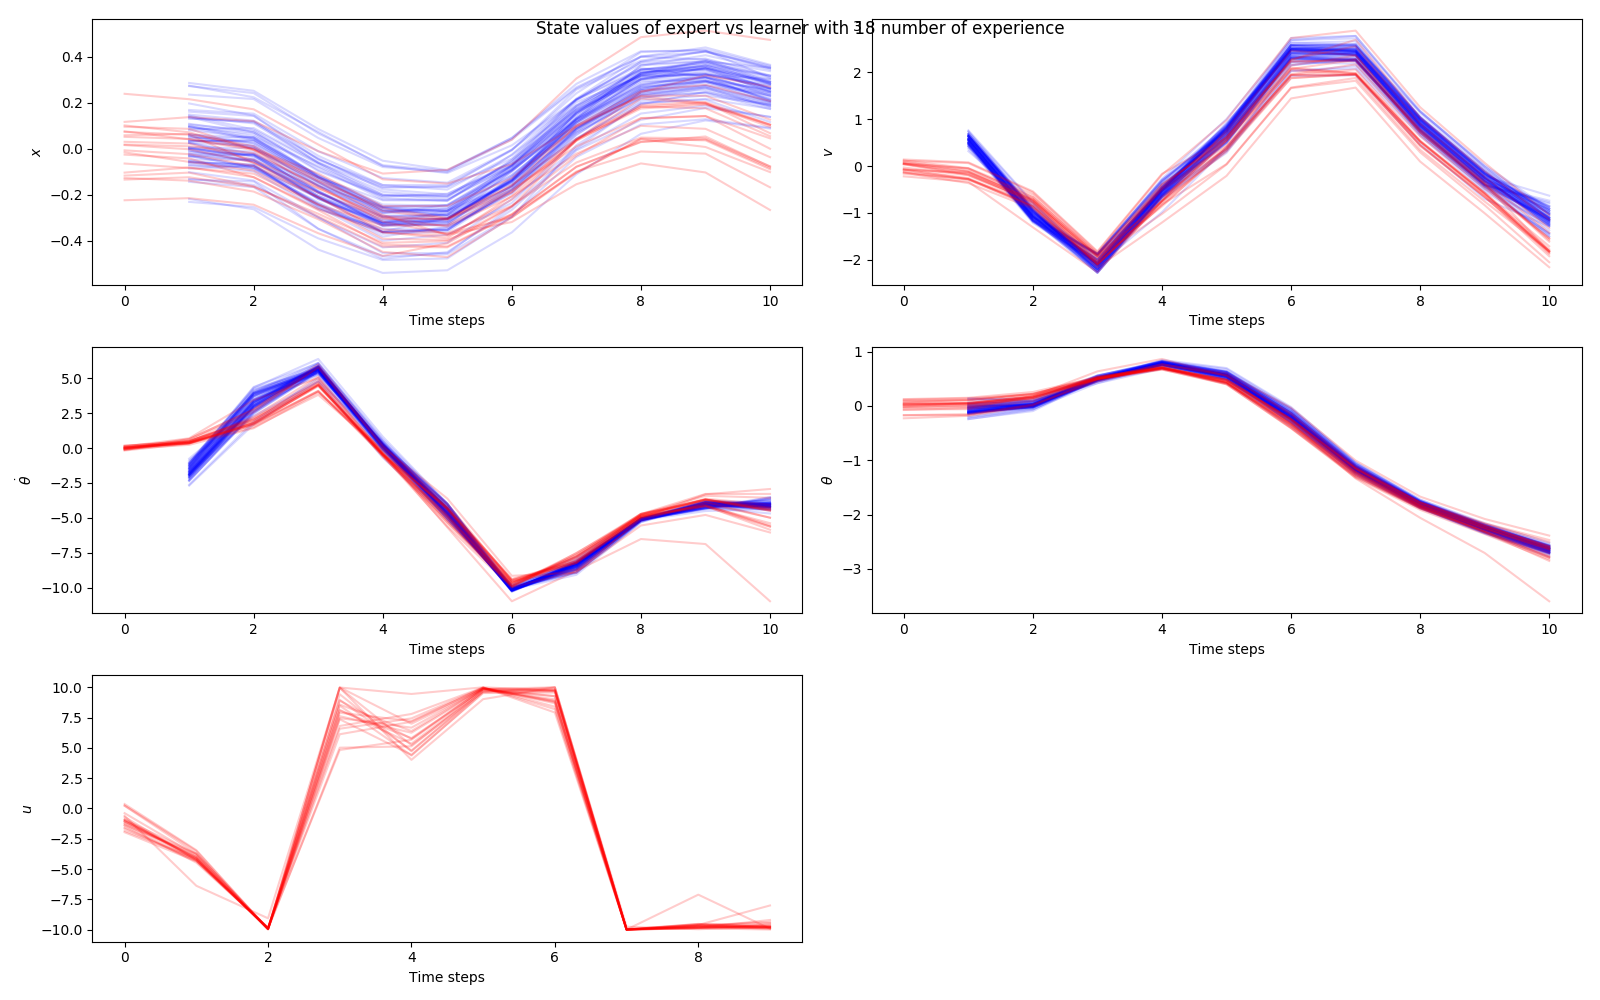 State values of expert vs learner with 18 number of experience
0.4
0.2
0.0
−0.2
−0.4
x
0 2 4 6 8 10
Time steps
3
2
1
0
−1
−2
v
0 2 4 6 8 10
Time steps
5.0
2.5
0.0
−2.5
−5.0
−7.5
−10.0
θ̇
0 2 4 6 8 10
Time steps
1
0
−1
−2
−3
θ
0 2 4 6 8 10
Time steps
10.0
7.5
5.0
2.5
0.0
−2.5
−5.0
−7.5
−10.0
u
0 2 4 6 8
Time steps